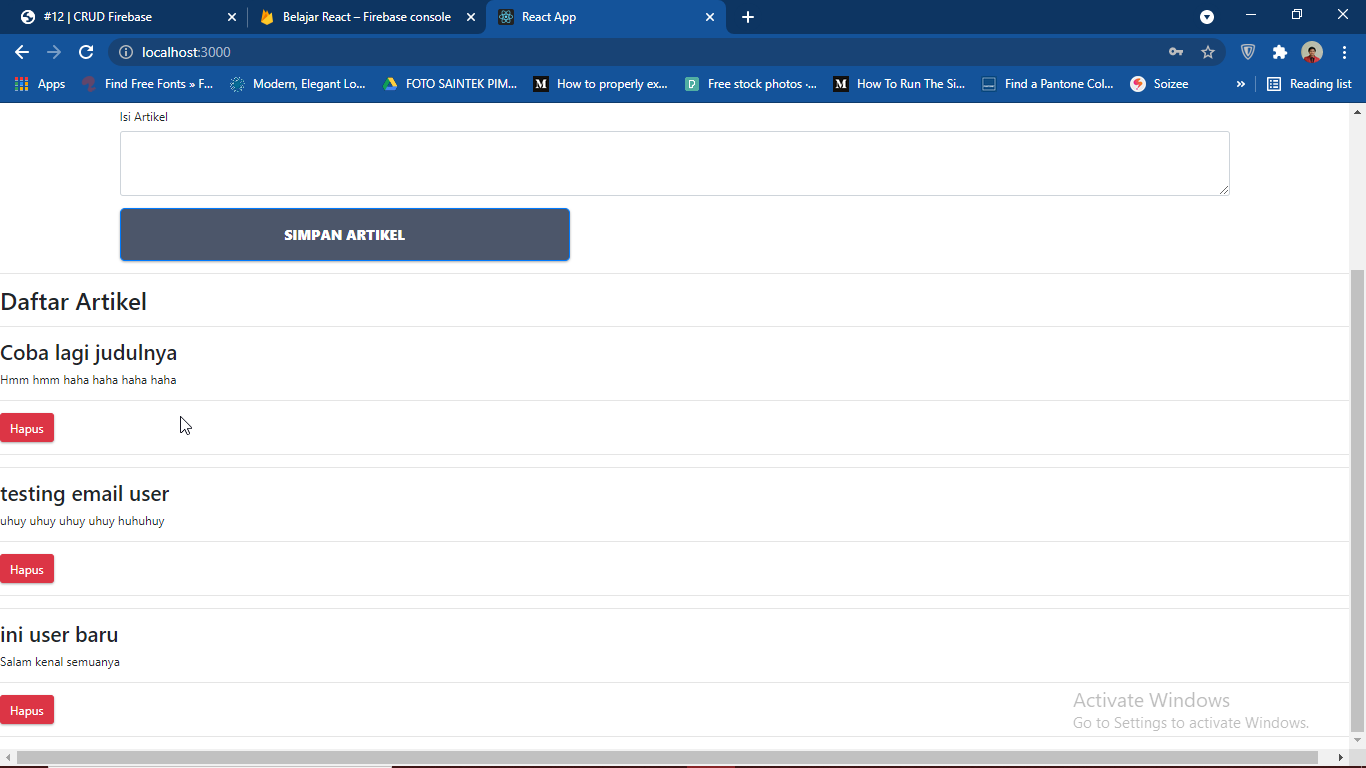 #12 | CRUD Firebase
Belajar React – Firebase console
React App
localhost:3000
Apps
Find Free Fonts » F...
Modern, Elegant Lo...
FOTO SAINTEK PIM...
How to properly ex...
Free stock photos ·...
How To Run The Si...
Find a Pantone Col...
Soizee
»
Reading list
Isi Artikel
SIMPAN ARTIKEL
Daftar Artikel
Coba lagi judulnya
Hmm hmm haha haha haha haha
Hapus
testing email user
uhuy uhuy uhuy uhuy huhuhuy
Hapus
ini user baru
Salam kenal semuanya
Hapus
Activate Windows
Go to Settings to activate Windows.